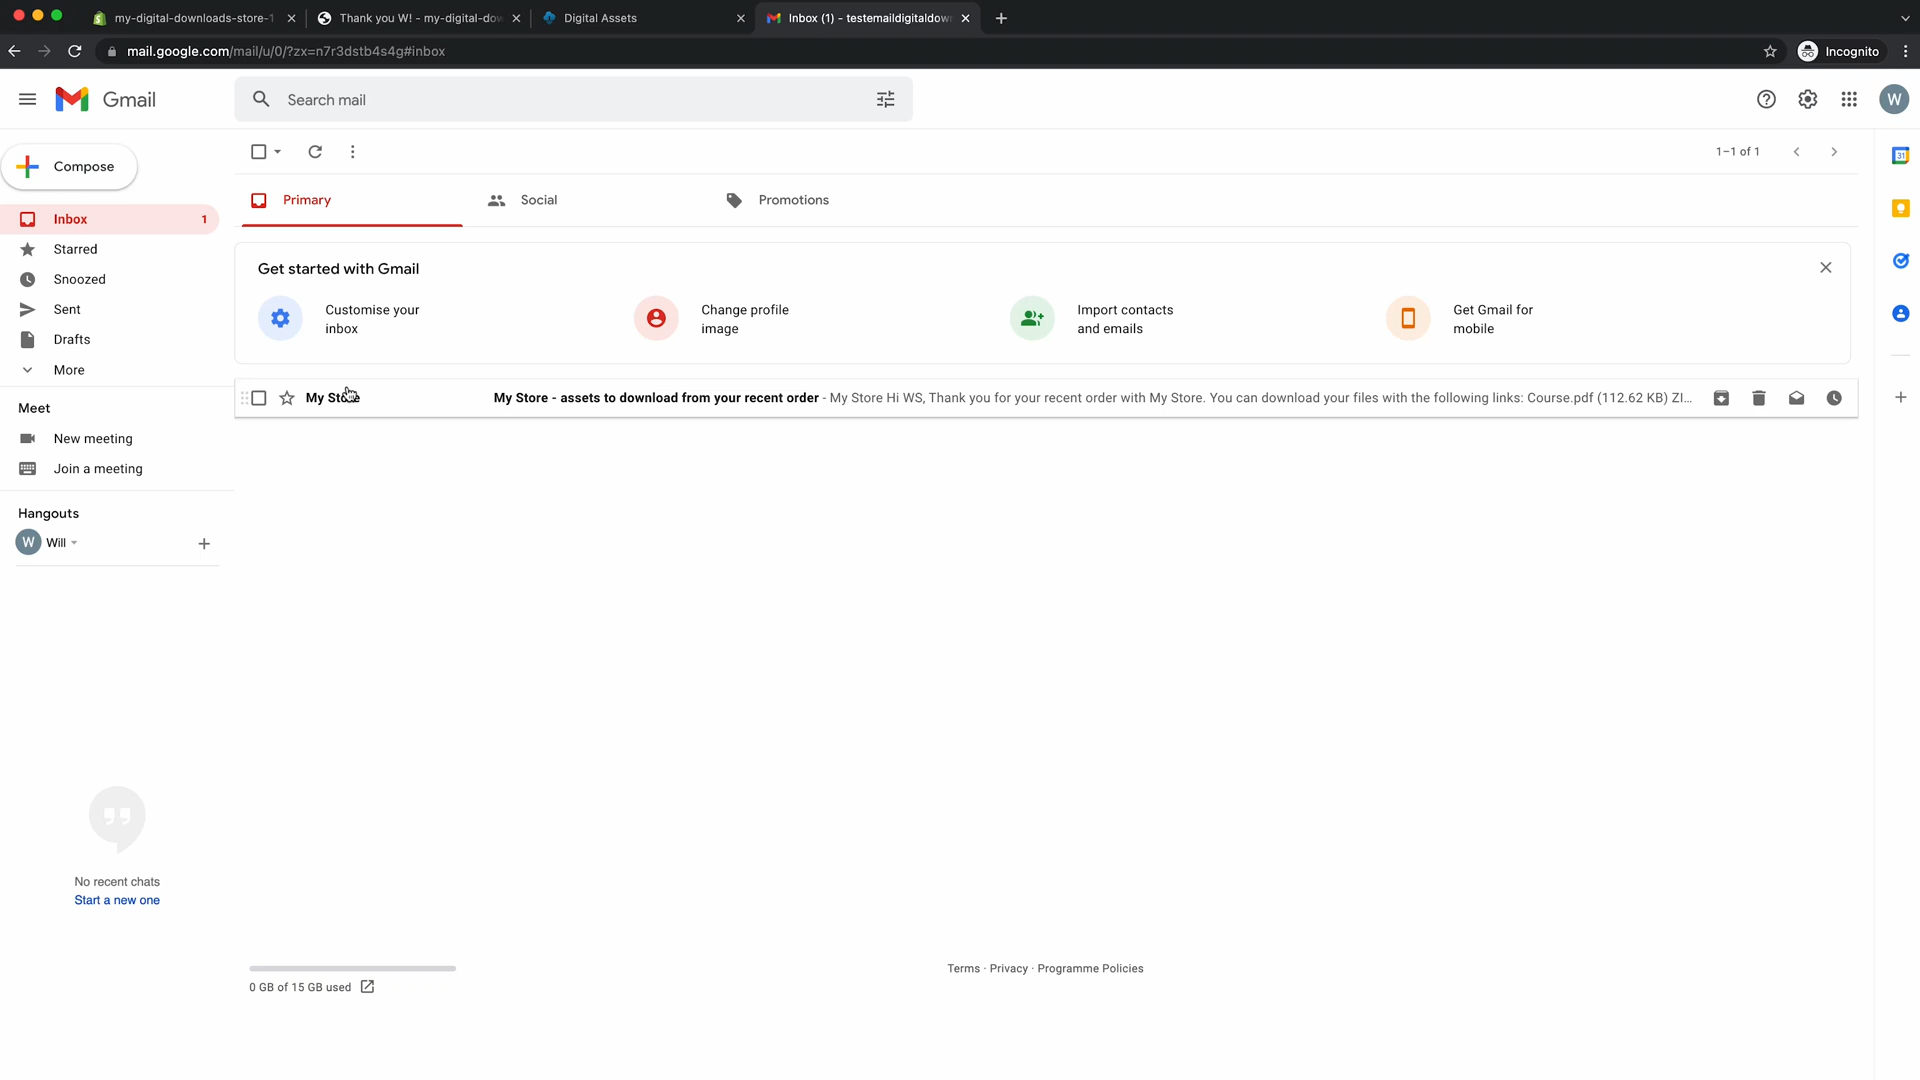 my-digital-downloads-store-1
Thank you W! - my-digital-dow
Digital Assets
Inbox (1) - testemaildigitaldow
mail.google.com/mail/u/0/?zx=n7r3dstb4s4g#inbox
Incognito
Gmail
Search mail
W
Compose
1–1 of 1
Primary
Social
Promotions
Inbox 1
Starred
Snoozed
Sent
Drafts
More
Get started with Gmail
Customise your
inbox
Change profile
image
Import contacts
and emails
Get Gmail for
mobile
My Store
My Store - assets to download from your recent order - My Store Hi WS, Thank you for your recent order with My Store. You can download your files with the following links: Course.pdf (112.62 KB) ZI...
Meet
New meeting
Join a meeting
Hangouts
W Will
No recent chats
Start a new one
0 GB of 15 GB used
Terms · Privacy · Programme Policies
31